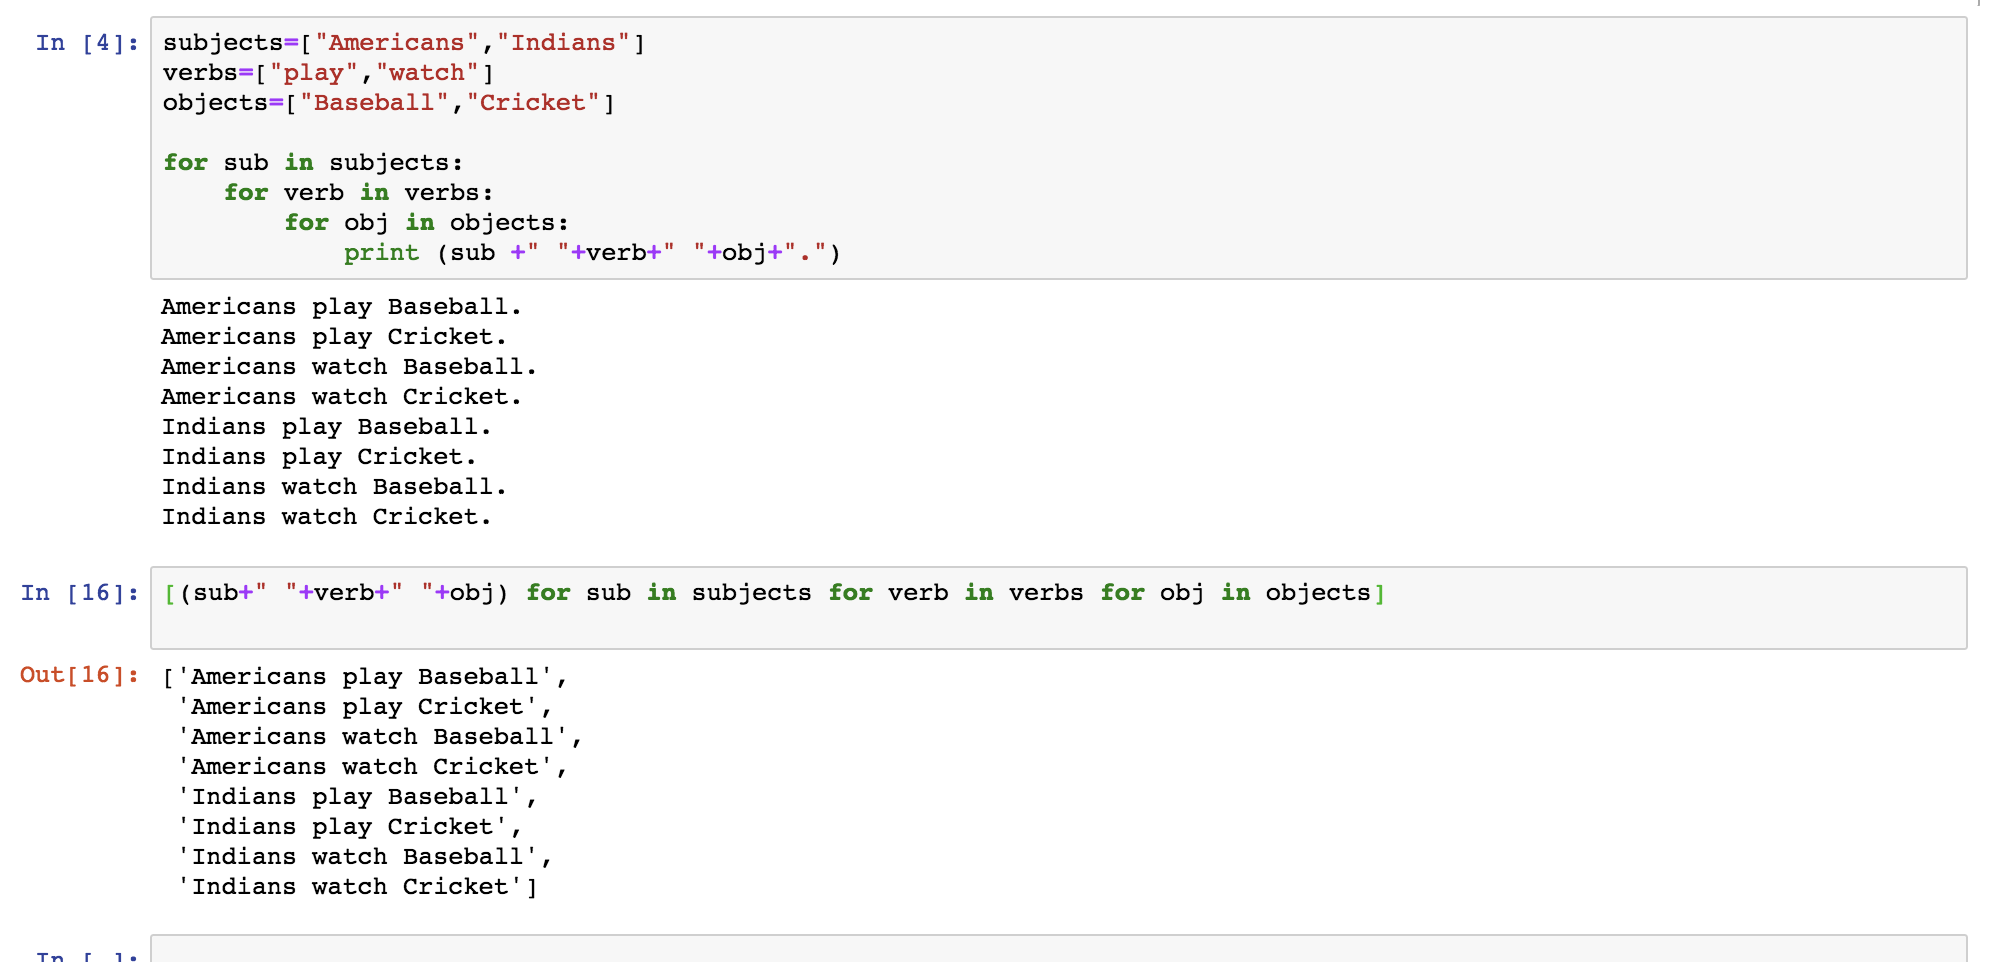 In [4]: subjects=["Americans","Indians"]
verbs=["play","watch"]
objects=["Baseball","Cricket"]

for sub in subjects:
    for verb in verbs:
        for obj in objects:
            print (sub +" "+verb+" "+obj+".")
Americans play Baseball.
Americans play Cricket.
Americans watch Baseball.
Americans watch Cricket.
Indians play Baseball.
Indians play Cricket.
Indians watch Baseball.
Indians watch Cricket.
In [16]: [(sub+" "+verb+" "+obj) for sub in subjects for verb in verbs for obj in objects]
Out[16]: ['Americans play Baseball',
 'Americans play Cricket',
 'Americans watch Baseball',
 'Americans watch Cricket',
 'Indians play Baseball',
 'Indians play Cricket',
 'Indians watch Baseball',
 'Indians watch Cricket']
In [ ]: